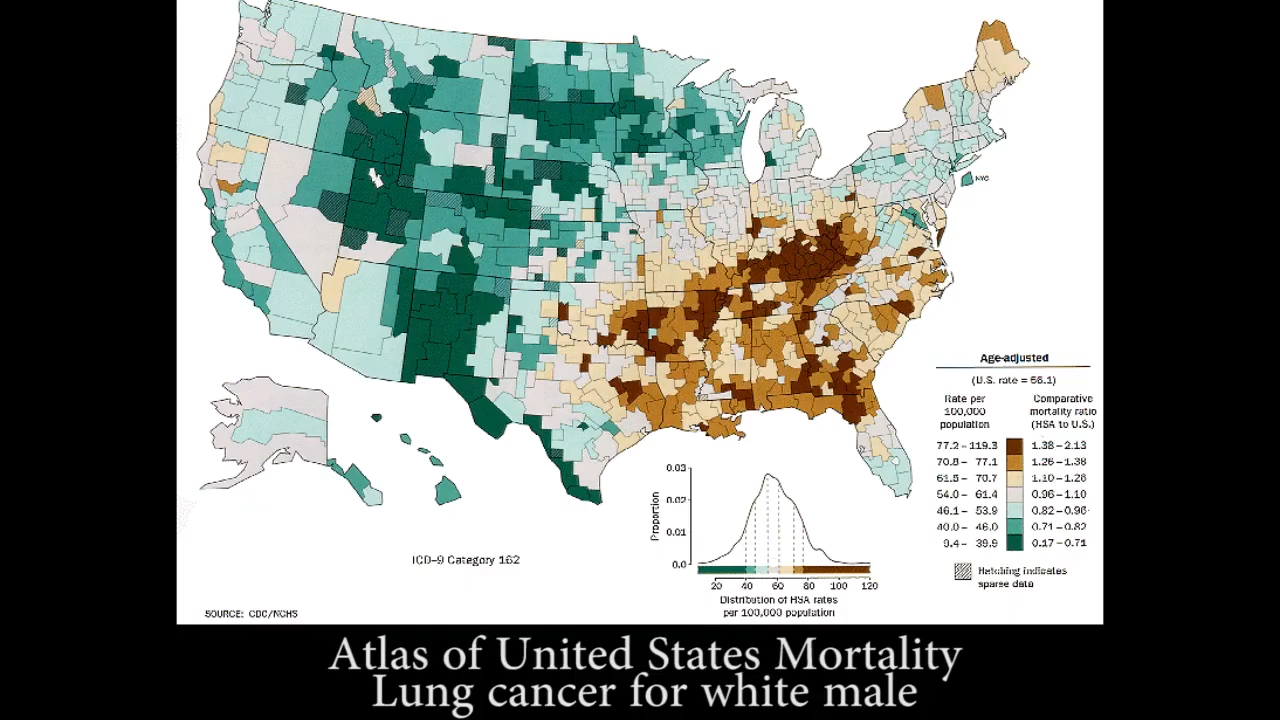 NYC
Age-adjusted
(U.S. rate = 56.1)
Rate per
100,000
population
Comparative
mortality ratio
(HSA to U.S.)
77.2 – 119.3 1.38 – 2.13
70.8 – 77.1 1.26 – 1.38
61.5 – 70.7 1.10 – 1.26
54.0 – 61.4 0.96 – 1.10
46.1 – 53.9 0.82 – 0.96
40.0 – 46.0 0.71 – 0.82
9.4 – 39.9 0.17 – 0.71
Hatching indicates
sparse data
Proportion
0.03
0.02
0.01
0.0
20 40 60 80 100 120
Distribution of HSA rates
per 100,000 population
ICD–9 Category 162
SOURCE: CDC/NCHS
Atlas of United States Mortality
Lung cancer for white male